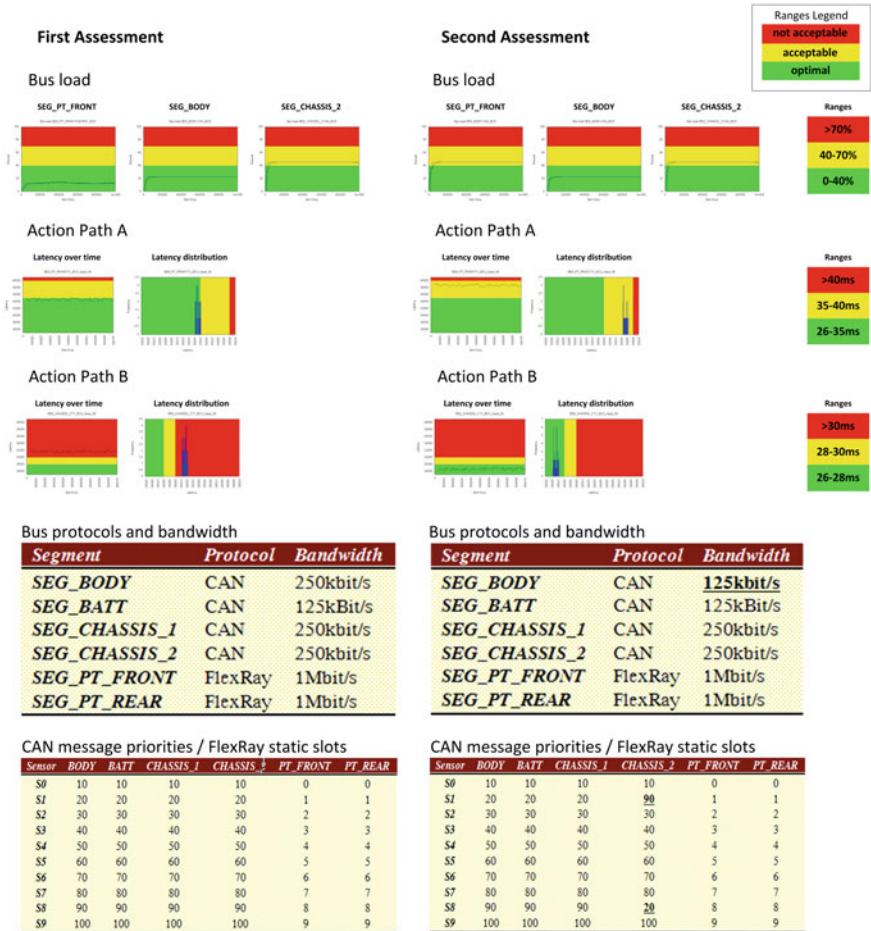 First Assessment
Second Assessment
Ranges Legend
not acceptable
acceptable
optimal
Bus load
Bus load
SEG_PT_FRONT
SEG_BODY
SEG_CHASSIS_2
SEG_PT_FRONT
SEG_BODY
SEG_CHASSIS_2
Ranges
>70%
40-70%
0-40%
Action Path A
Action Path A
Latency over time
Latency distribution
Latency over time
Latency distribution
Ranges
>40ms
35-40ms
26-35ms
Action Path B
Action Path B
Latency over time
Latency distribution
Latency over time
Latency distribution
Ranges
>30ms
28-30ms
26-28ms
Bus protocols and bandwidth
Segment Protocol Bandwidth
SEG_BODY CAN 250kbit/s
SEG_BATT CAN 125kBit/s
SEG_CHASSIS_1 CAN 250kbit/s
SEG_CHASSIS_2 CAN 250kbit/s
SEG_PT_FRONT FlexRay 1Mbit/s
SEG_PT_REAR FlexRay 1Mbit/s
Bus protocols and bandwidth
Segment Protocol Bandwidth
SEG_BODY CAN 125kbit/s
SEG_BATT CAN 125kBit/s
SEG_CHASSIS_1 CAN 250kbit/s
SEG_CHASSIS_2 CAN 250kbit/s
SEG_PT_FRONT FlexRay 1Mbit/s
SEG_PT_REAR FlexRay 1Mbit/s
CAN message priorities / FlexRay static slots
Sensor BODY BATT CHASSIS_1 CHASSIS_2 PT_FRONT PT_REAR
S0 10 10 10 10 0 0
S1 20 20 20 20 1 1
S2 30 30 30 30 2 2
S3 40 40 40 40 3 3
S4 50 50 50 50 4 4
S5 60 60 60 60 5 5
S6 70 70 70 70 6 6
S7 80 80 80 80 7 7
S8 90 90 90 90 8 8
S9 100 100 100 100 9 9
CAN message priorities / FlexRay static slots
Sensor BODY BATT CHASSIS_1 CHASSIS_2 PT_FRONT PT_REAR
S0 10 10 10 10 0 0
S1 20 20 20 90 1 1
S2 30 30 30 30 2 2
S3 40 40 40 40 3 3
S4 50 50 50 50 4 4
S5 60 60 60 60 5 5
S6 70 70 70 70 6 6
S7 80 80 80 80 7 7
S8 90 90 90 20 8 8
S9 100 100 100 100 9 9